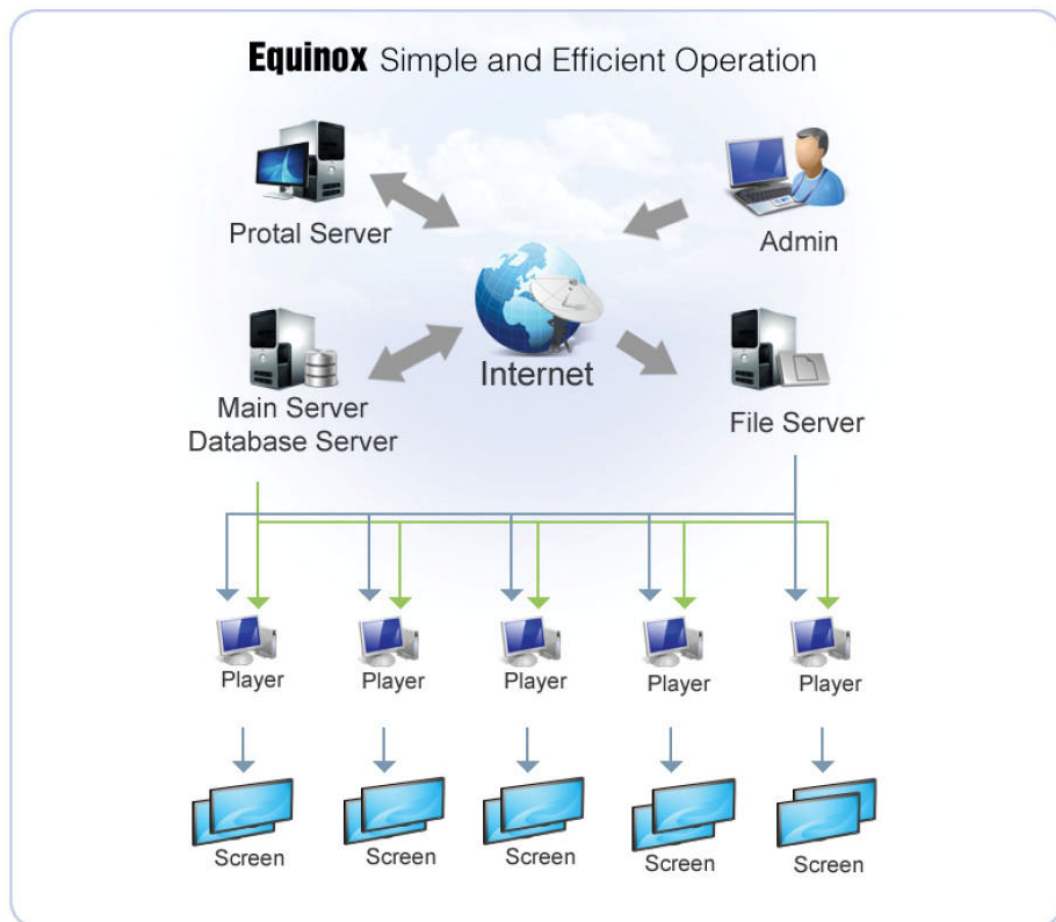 Equinox Simple and Efficient Operation
Protal Server
Admin
Internet
Main Server
Database Server
File Server
Player
Player
Player
Player
Player
Screen
Screen
Screen
Screen
Screen